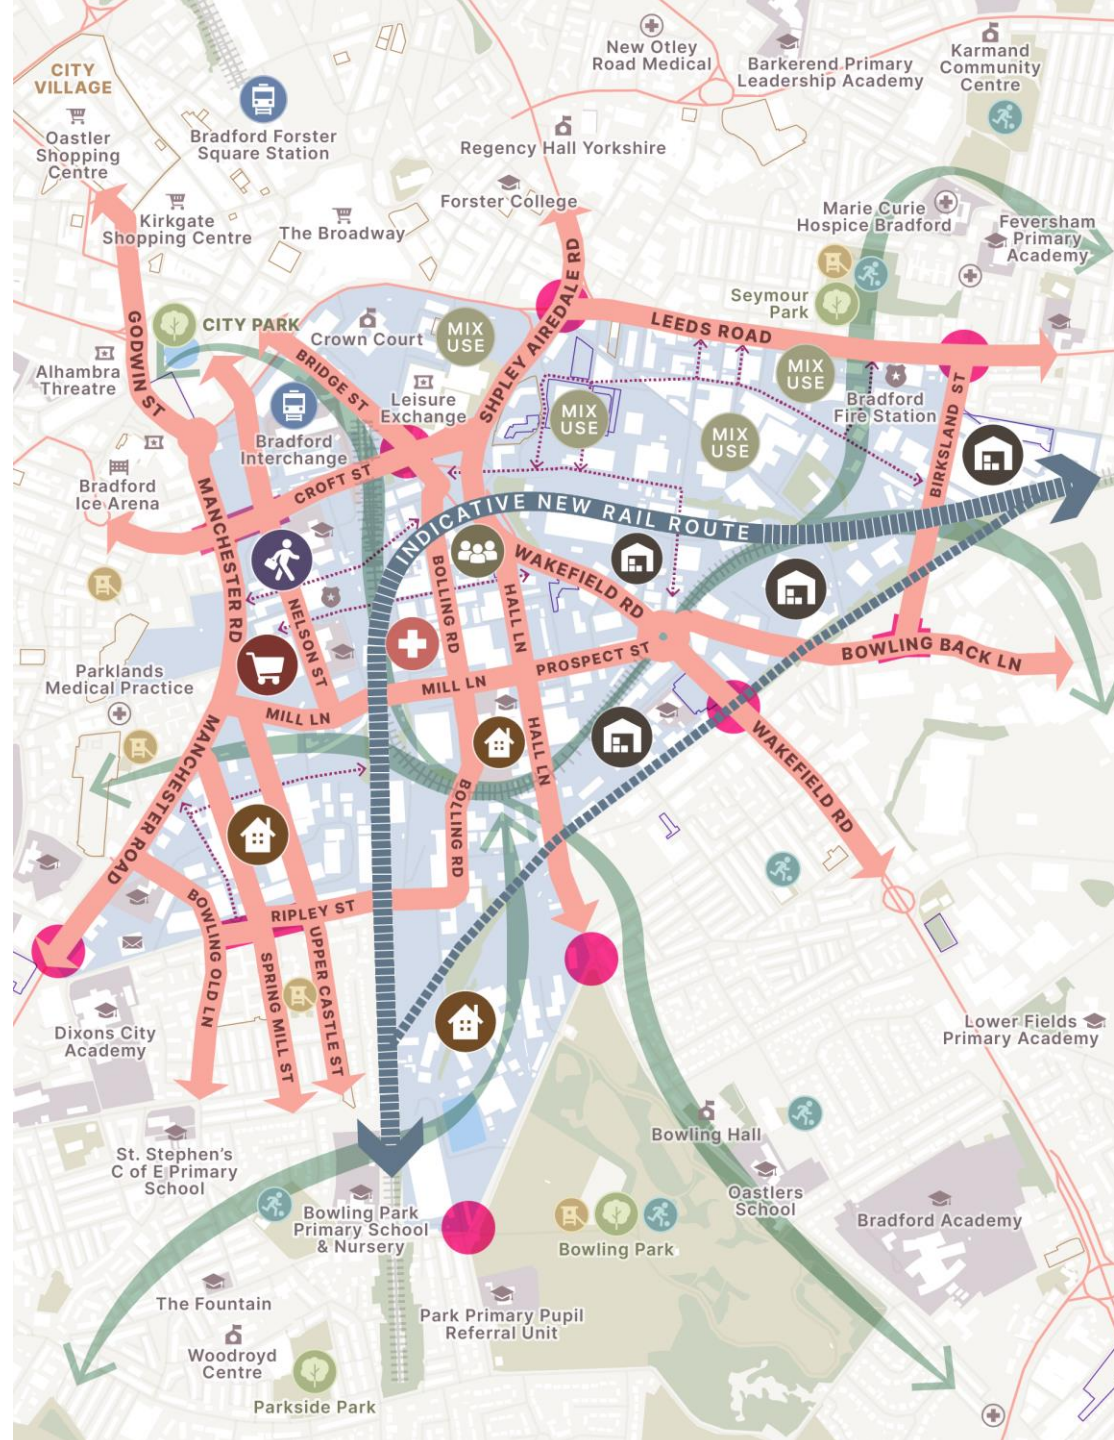 New Otley
Road Medical
Barkerend Primary
Leadership Academy
Karmand
Community
Centre
CITY
VILLAGE
Oastler
Shopping
Centre
Bradford Forster
Square Station
Regency Hall Yorkshire
Forster College
Kirkgate
Shopping Centre
The Broadway
Marie Curie
Hospice Bradford
Feversham
Primary
Academy
Seymour
Park
CITY PARK
Crown Court
MIX
USE
SHPLEY AIREDALE RD
LEEDS ROAD
GODWIN ST
BRIDGE ST
Alhambra
Threatre
Leisure
Exchange
MIX
USE
MIX
USE
MIX
USE
Bradford
Fire Station
BIRKSLAND ST
Bradford
Interchange
Bradford
Ice Arena
CROFT ST
MANCHESTER RD
INDICATIVE NEW RAIL ROUTE
WAKEFIELD RD
BOLLING RD
HALL LN
NELSON ST
PROSPECT ST
BOWLING BACK LN
Parklands
Medical Practice
MILL LN
MILL LN
HALL LN
MANCHESTER ROAD
WAKEFIELD RD
BOLLING RD
BOWLING OLD LN
RIPLEY ST
SPRING MILL ST
UPPER CASTLE ST
Dixons City
Academy
Lower Fields
Primary Academy
St. Stephen's
C of E Primary
School
Bowling Hall
Oastlers
School
Bradford Academy
Bowling Park
Primary School
& Nursery
Bowling Park
The Fountain
Park Primary Pupil
Referral Unit
Woodroyd
Centre
Parkside Park